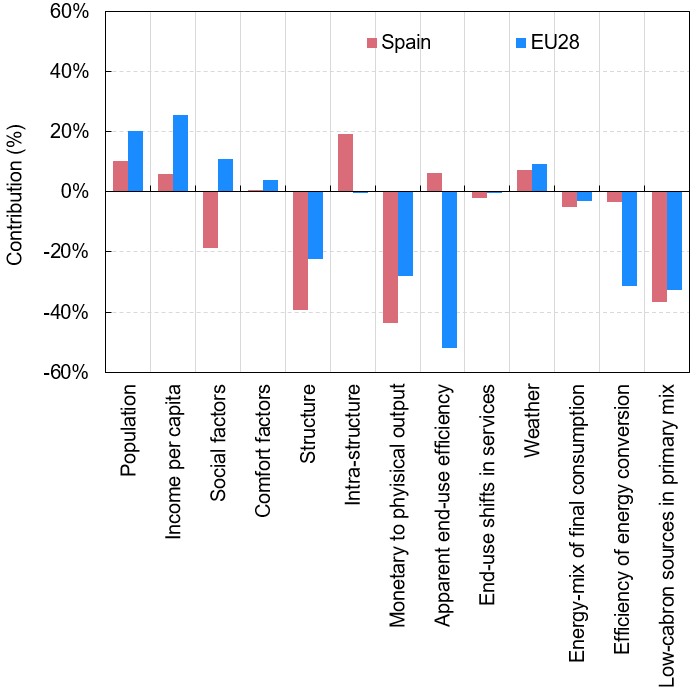 60%
Spain
EU28
40%
20%
0%
-20%
-40%
-60%
Contribution (%)
Population
Income per capita
Social factors
Comfort factors
Structure
Intra-structure
Monetary to phyisical output
Apparent end-use efficiency
End-use shifts in services
Weather
Energy-mix of final consumption
Efficiency of energy conversion
Low-cabron sources in primary mix